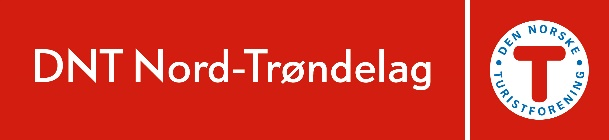 DNT Nord-Trøndelag
DEN NORSKE
T
TURISTFORENING